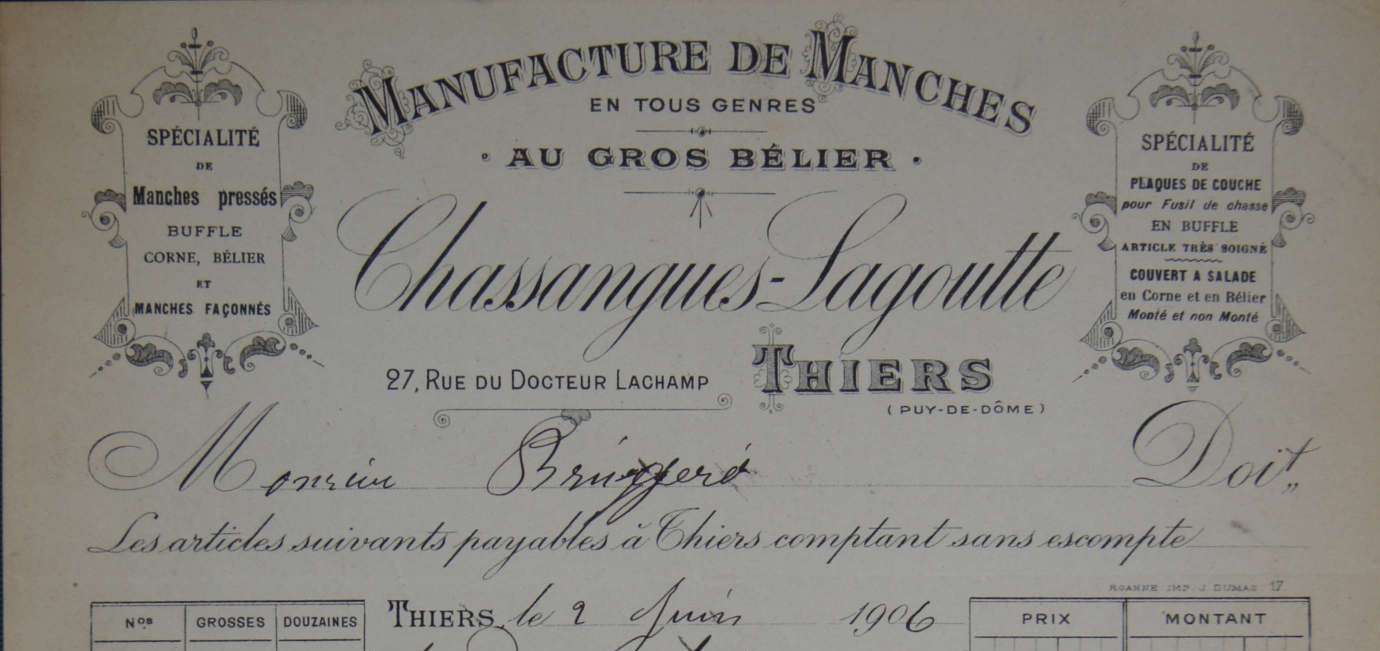 MANUFACTURE DE MANCHES
EN TOUS GENRES
· AU GROS BÉLIER ·
SPÉCIALITÉ
DE
Manches pressés
BUFFLE
CORNE, BÉLIER
ET
MANCHES FAÇONNÉS
SPÉCIALITÉ
DE
PLAQUES DE COUCHE
pour Fusil de chasse
EN BUFFLE
ARTICLE TRÈS SOIGNÉ
COUVERT A SALADE
en Corne et en Bélier
Monté et non Monté
Chassangues-Lagoutte
27, RUE DU DOCTEUR LACHAMP THIERS
(PUY-DE-DÔME)
Monsieur Doit
Les articles suivants payables à Thiers comptant sans escompte
ROANNE IMP. J. DUMAS 17
THIERS, le 2 Juin 1906
Nos GROSSES DOUZAINES PRIX MONTANT